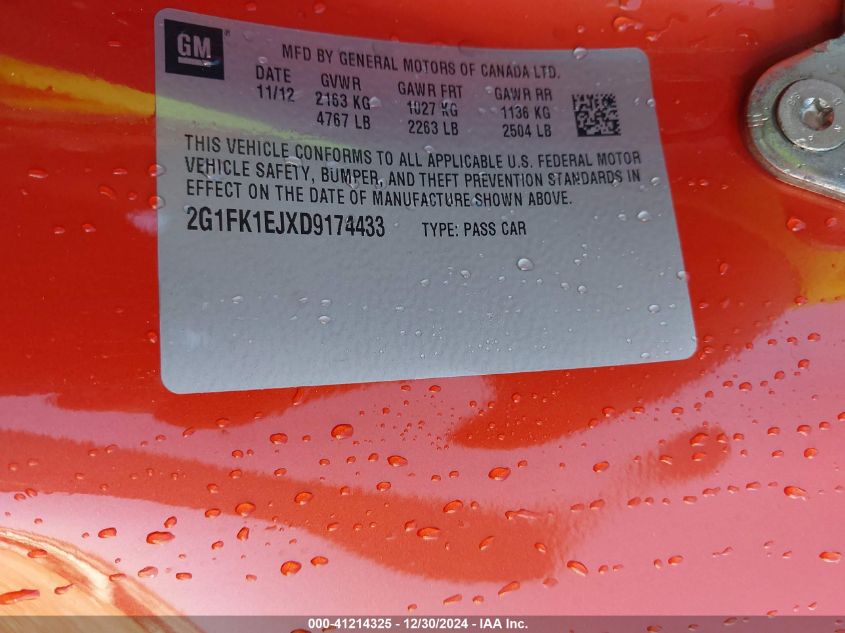 GM
MFD BY GENERAL MOTORS OF CANADA LTD.
DATE GVWR GAWR FRT GAWR RR
11/12 2163 KG 1027 KG 1136 KG
4767 LB 2263 LB 2504 LB
THIS VEHICLE CONFORMS TO ALL APPLICABLE U.S. FEDERAL MOTOR
VEHICLE SAFETY, BUMPER, AND THEFT PREVENTION STANDARDS IN
EFFECT ON THE DATE OF MANUFACTURE SHOWN ABOVE.
2G1FK1EJXD9174433 TYPE: PASS CAR
000-41214325 - 12/30/2024 - IAA Inc.